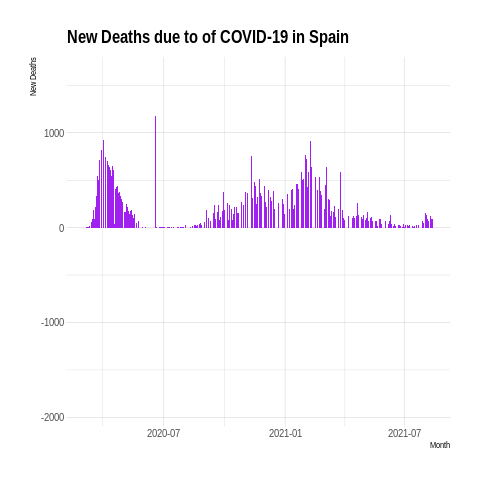 New Deaths due to of COVID-19 in Spain
New Deaths
1000
0
-1000
-2000
2020-07
2021-01
2021-07
Month